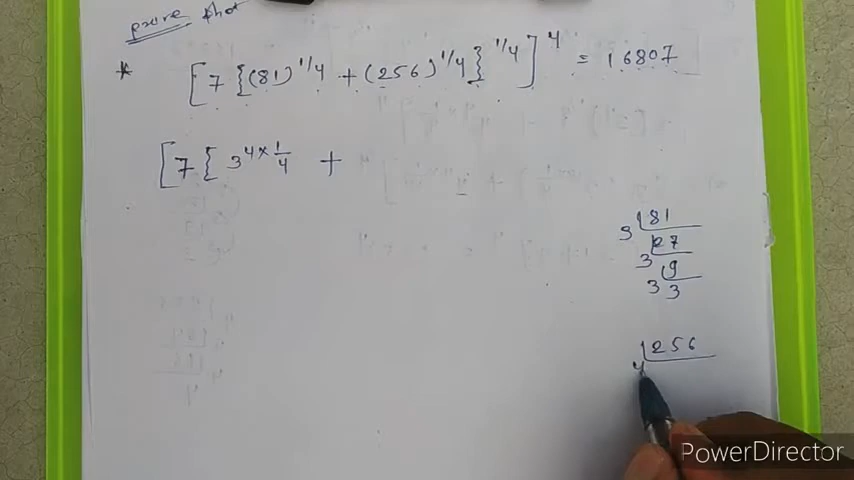 prove that
* [7 {(81)^1/4 + (256)^1/4}^1/4]^4 = 16807
[7 { 3^4×1/4 +
81
3 27
3 9
3 3
256
4
PowerDirector